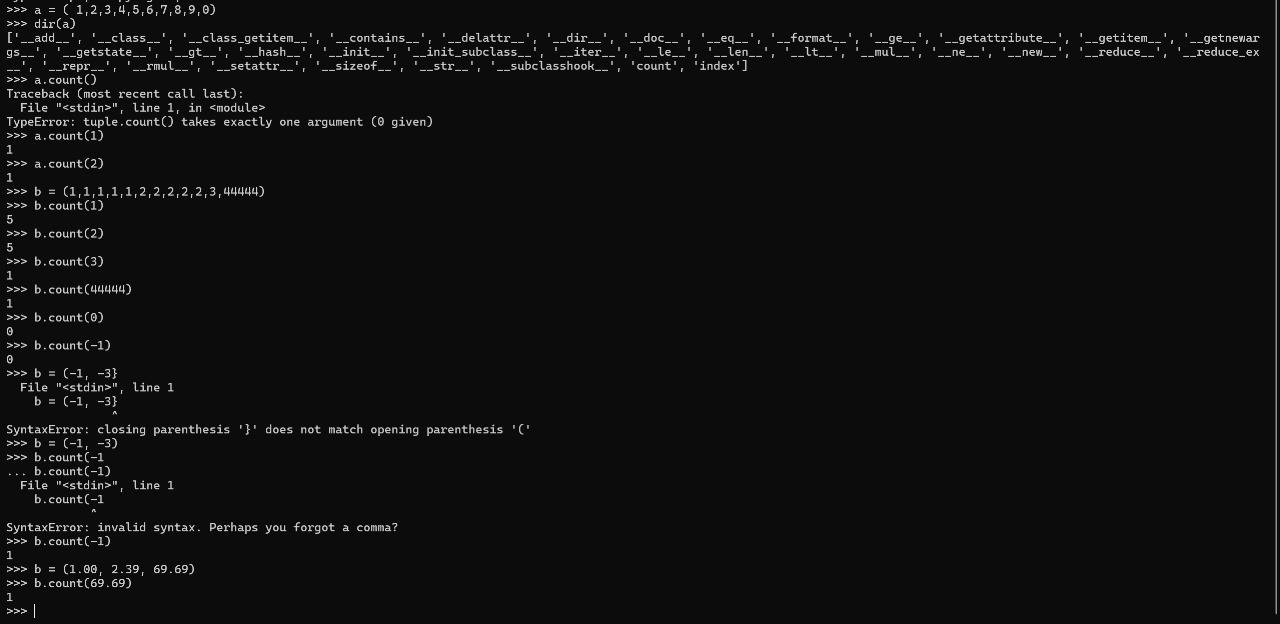 >>> a = ( 1,2,3,4,5,6,7,8,9,0)
>>> dir(a)
['__add__', '__class__', '__class_getitem__', '__contains__', '__delattr__', '__dir__', '__doc__', '__eq__', '__format__', '__ge__', '__getattribute__', '__getitem__', '__getnewar
gs__', '__getstate__', '__gt__', '__hash__', '__init__', '__init_subclass__', '__iter__', '__le__', '__len__', '__lt__', '__mul__', '__ne__', '__new__', '__reduce__', '__reduce_ex
__', '__repr__', '__rmul__', '__setattr__', '__sizeof__', '__str__', '__subclasshook__', 'count', 'index']
>>> a.count()
Traceback (most recent call last):
  File "<stdin>", line 1, in <module>
TypeError: tuple.count() takes exactly one argument (0 given)
>>> a.count(1)
1
>>> a.count(2)
1
>>> b = (1,1,1,1,1,2,2,2,2,2,3,44444)
>>> b.count(1)
5
>>> b.count(2)
5
>>> b.count(3)
1
>>> b.count(44444)
1
>>> b.count(0)
0
>>> b.count(-1)
0
>>> b = (-1, -3}
  File "<stdin>", line 1
    b = (-1, -3}
               ^
SyntaxError: closing parenthesis '}' does not match opening parenthesis '('
>>> b = (-1, -3)
>>> b.count(-1
... b.count(-1)
  File "<stdin>", line 1
    b.count(-1
            ^
SyntaxError: invalid syntax. Perhaps you forgot a comma?
>>> b.count(-1)
1
>>> b = (1.00, 2.39, 69.69)
>>> b.count(69.69)
1
>>>